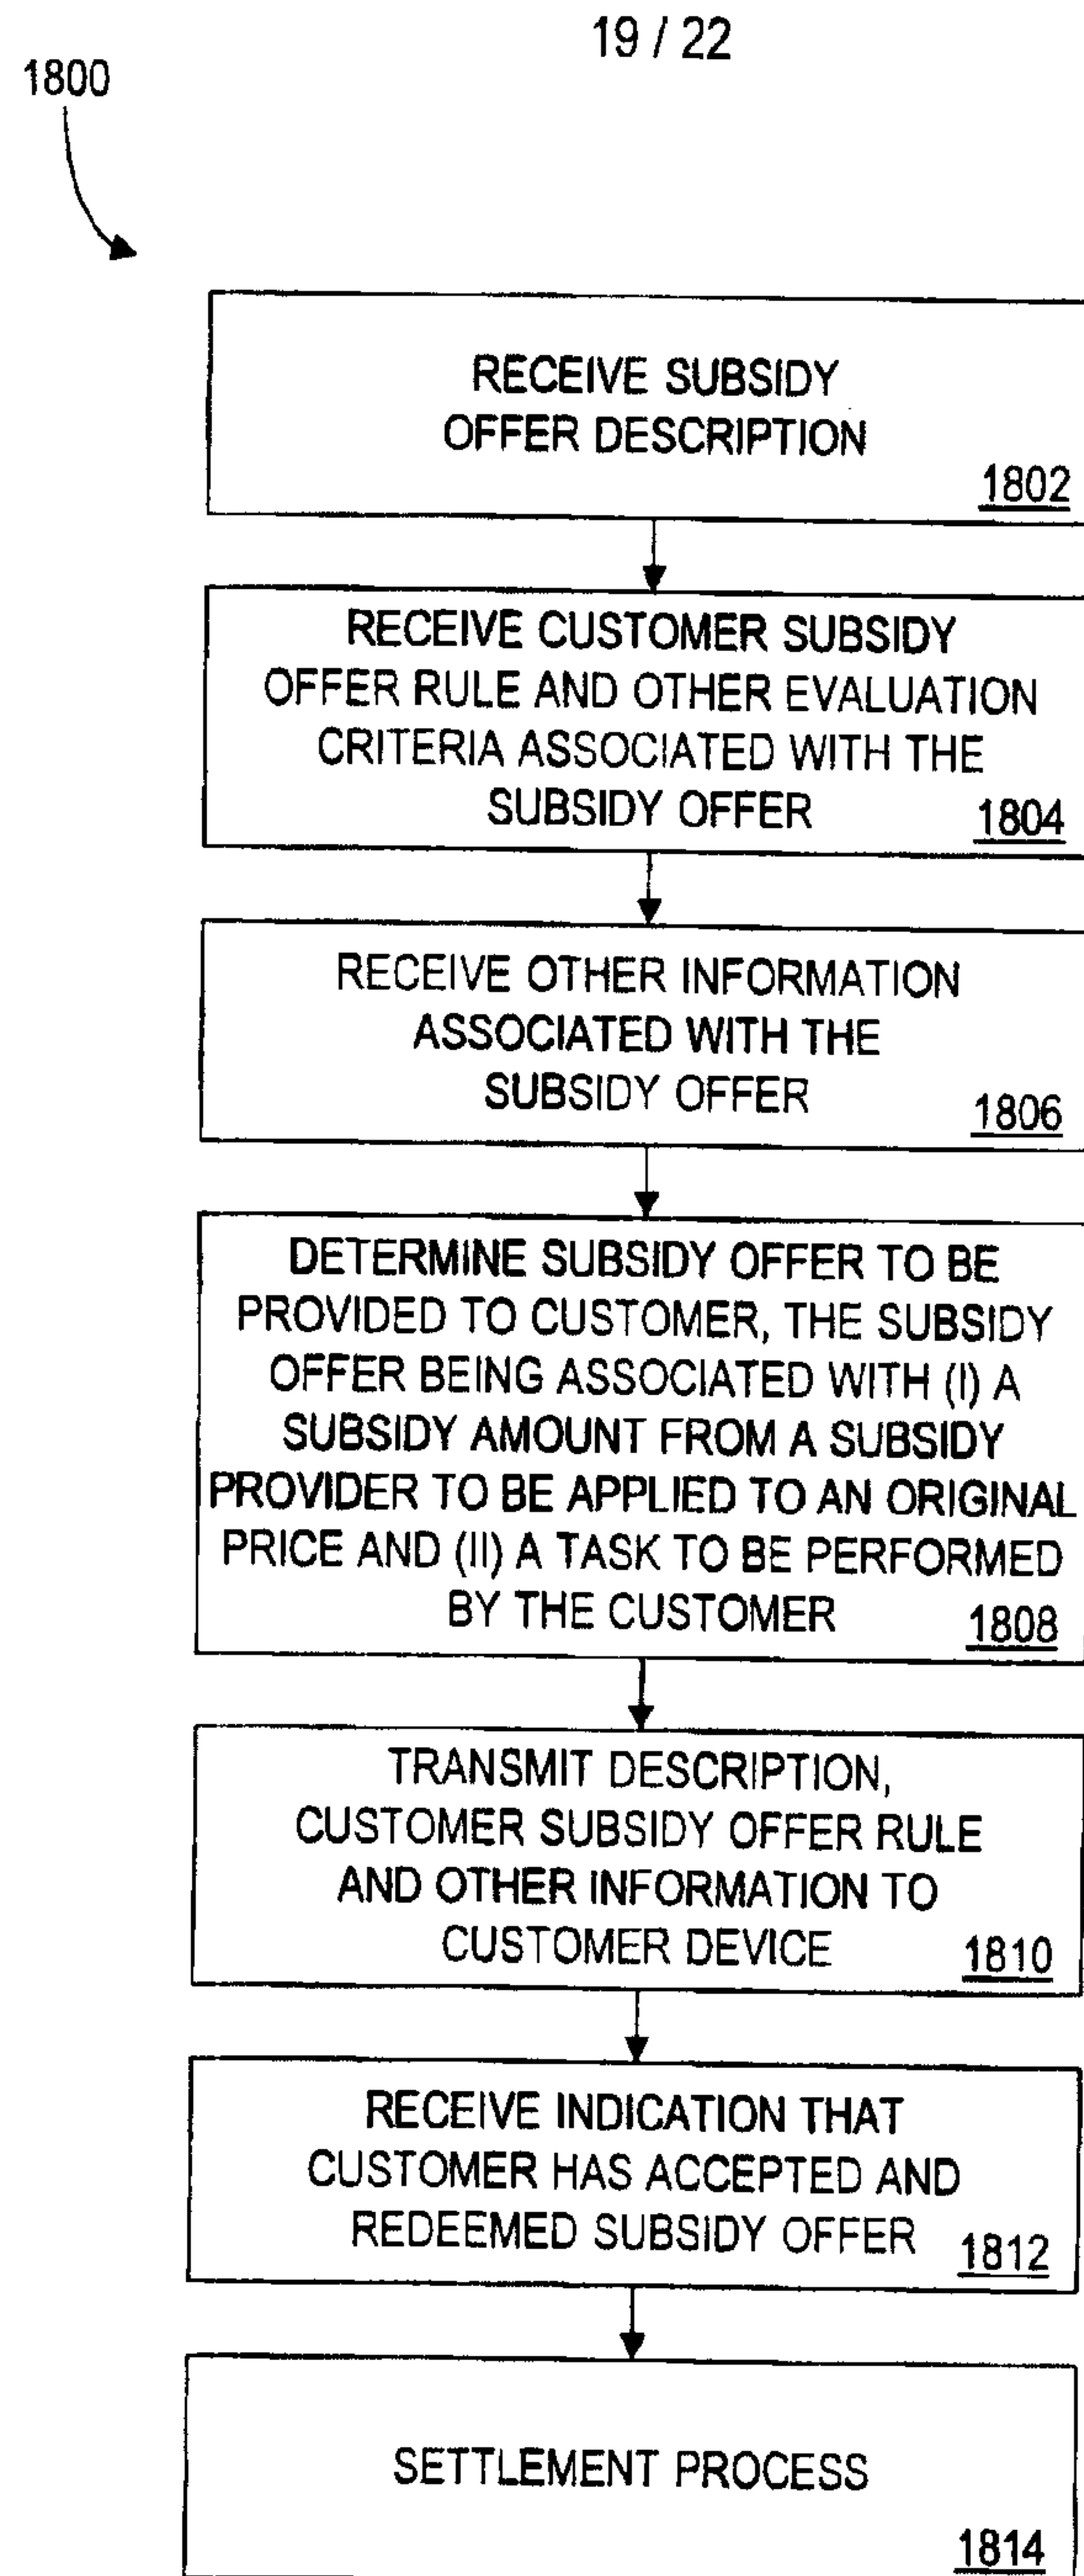 19 / 22
1800
RECEIVE SUBSIDY
OFFER DESCRIPTION
1802
RECEIVE CUSTOMER SUBSIDY
OFFER RULE AND OTHER EVALUATION
CRITERIA ASSOCIATED WITH THE
SUBSIDY OFFER
1804
RECEIVE OTHER INFORMATION
ASSOCIATED WITH THE
SUBSIDY OFFER
1806
DETERMINE SUBSIDY OFFER TO BE
PROVIDED TO CUSTOMER, THE SUBSIDY
OFFER BEING ASSOCIATED WITH (I) A
SUBSIDY AMOUNT FROM A SUBSIDY
PROVIDER TO BE APPLIED TO AN ORIGINAL
PRICE AND (II) A TASK TO BE PERFORMED
BY THE CUSTOMER
1808
TRANSMIT DESCRIPTION,
CUSTOMER SUBSIDY OFFER RULE
AND OTHER INFORMATION TO
CUSTOMER DEVICE
1810
RECEIVE INDICATION THAT
CUSTOMER HAS ACCEPTED AND
REDEEMED SUBSIDY OFFER
1812
SETTLEMENT PROCESS
1814